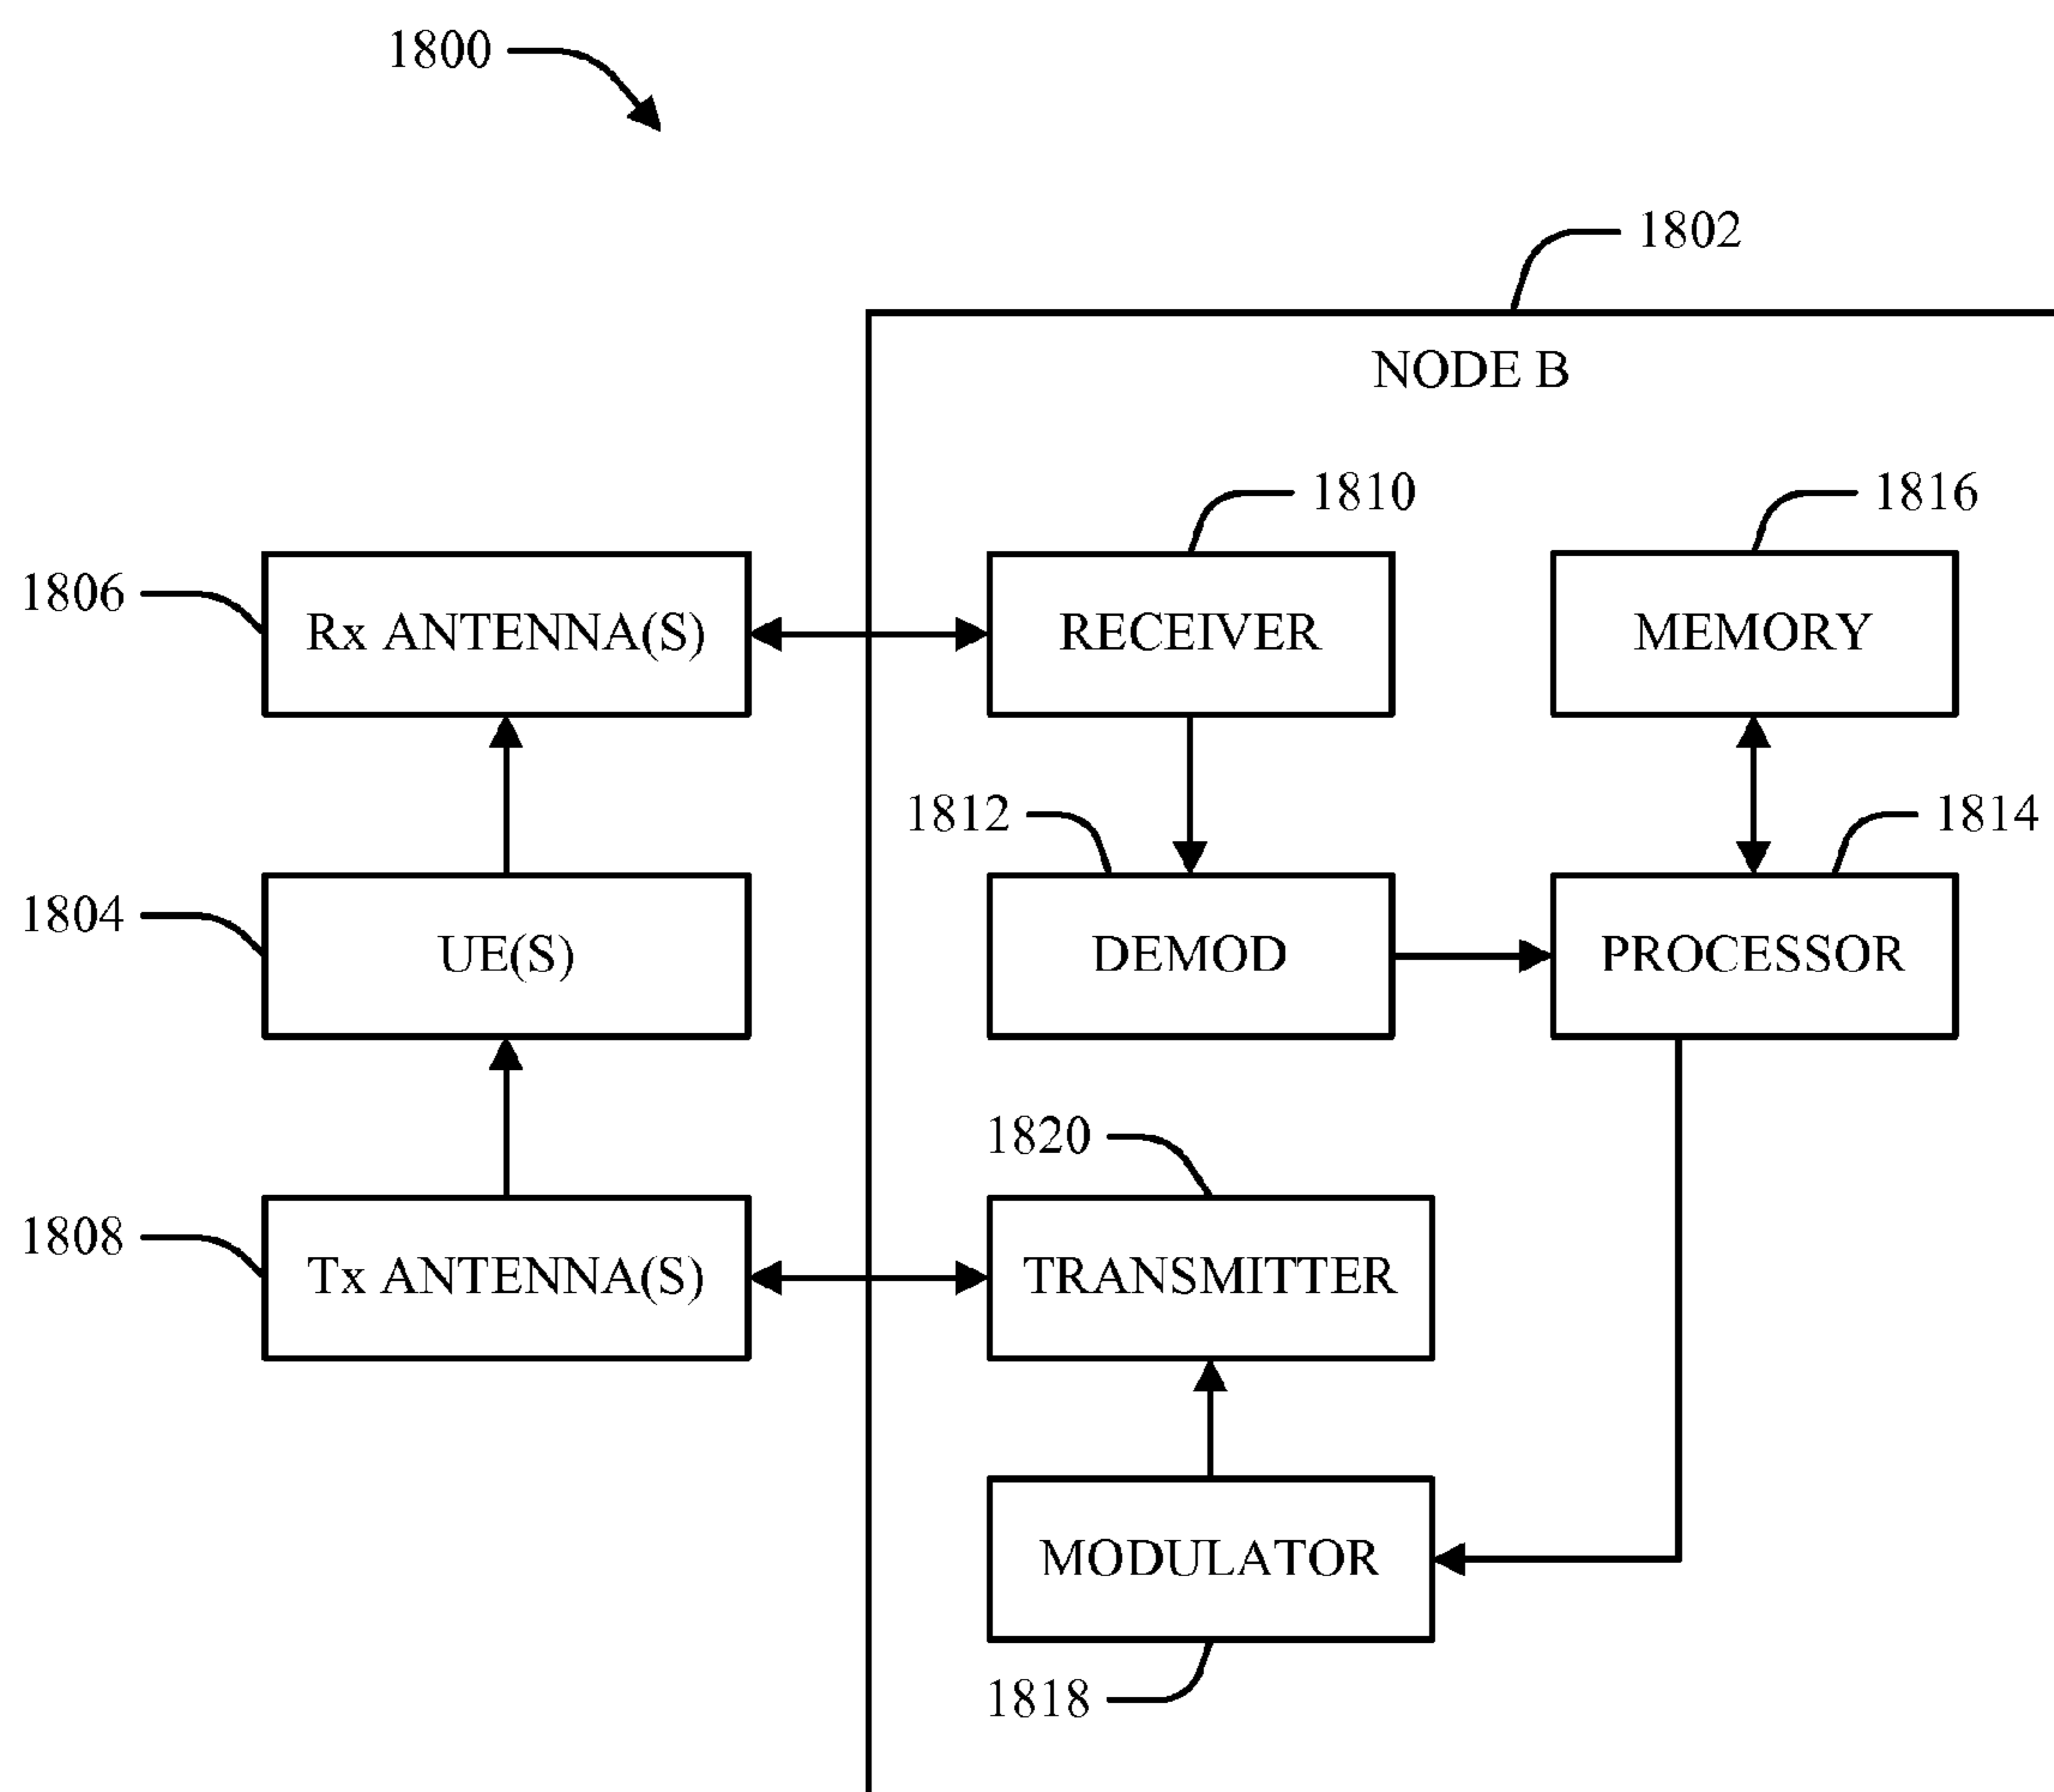 1800
1802
NODE B
1810
1816
1806
Rx ANTENNA(S)
RECEIVER
MEMORY
1812
1814
1804
UE(S)
DEMOD
PROCESSOR
1820
1808
Tx ANTENNA(S)
TRANSMITTER
MODULATOR
1818